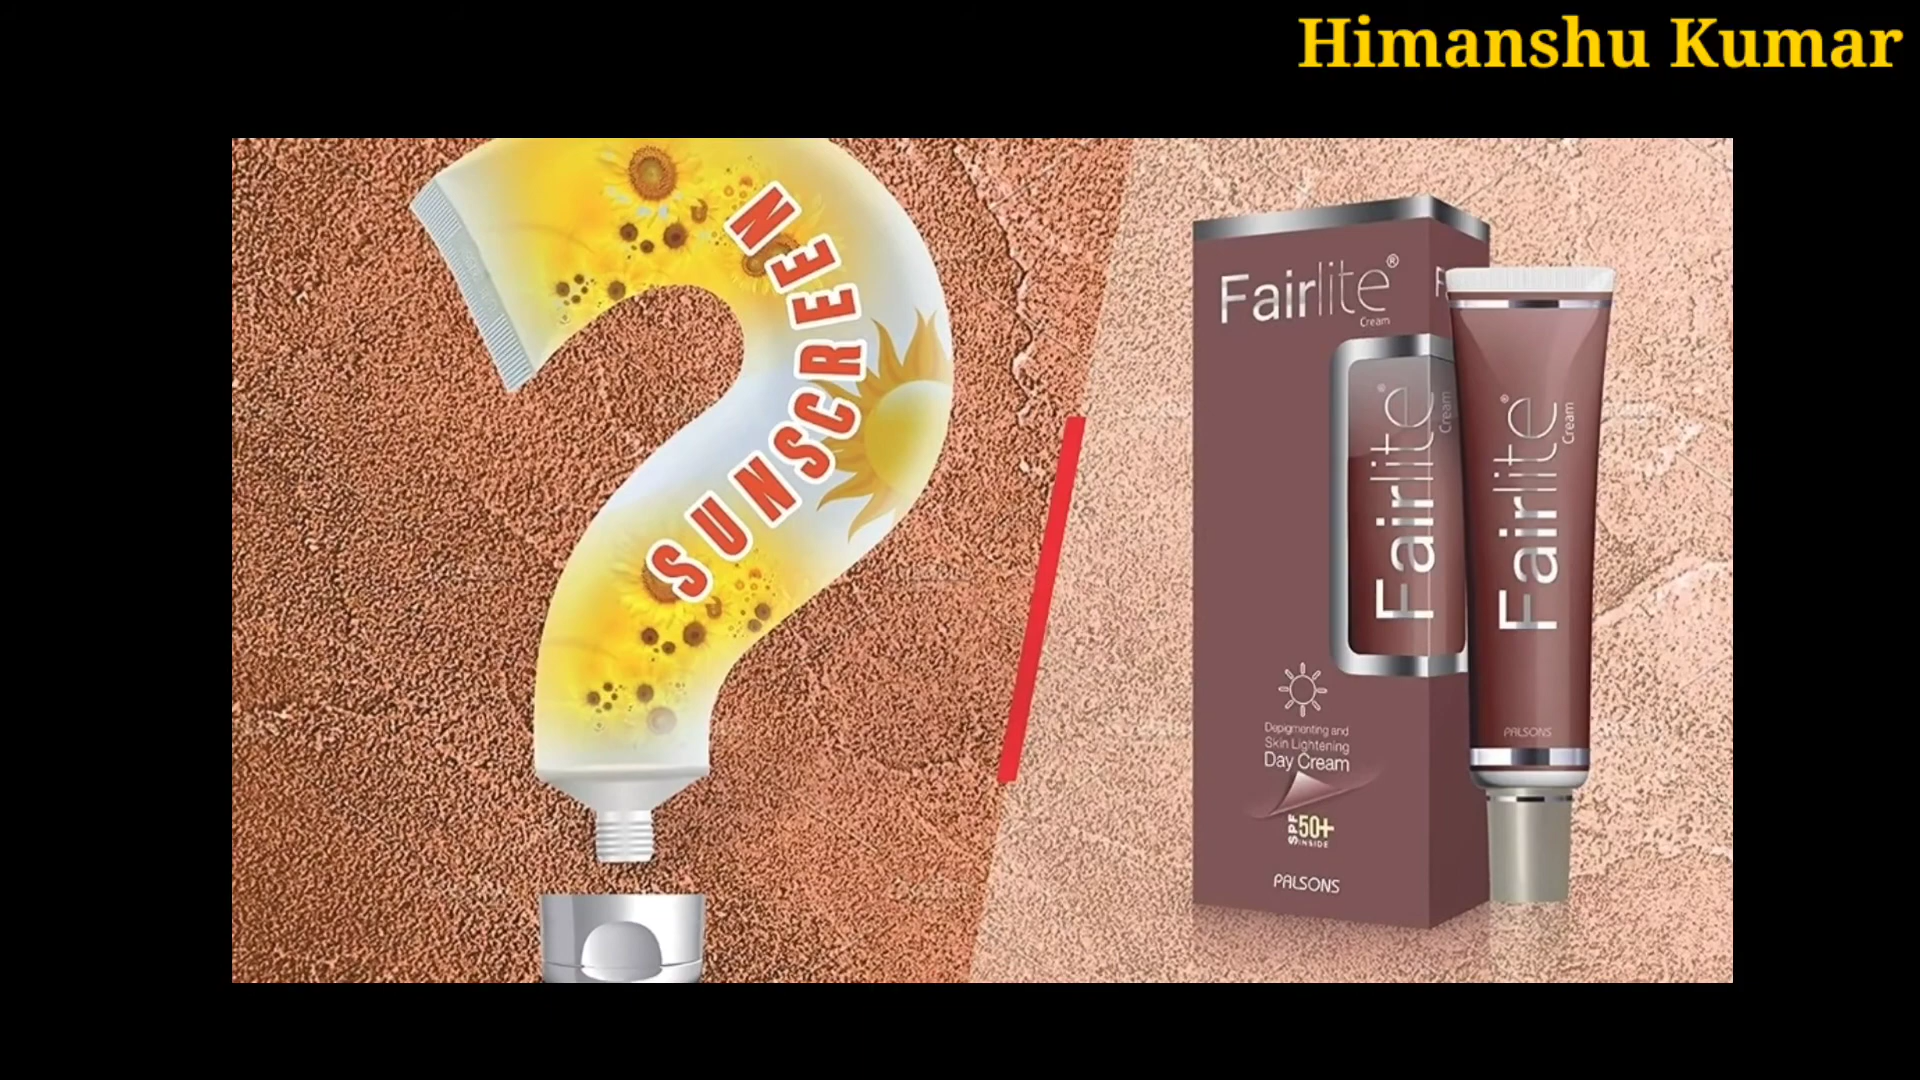 Himanshu Kumar
SUNSCREEN
Fairlite®
Cream
F
Fairlite®
Cream
Fairlite®
Cream
PALSONS
Depigmenting and
Skin Lightening
Day Cream
SPF 50+
INSIDE
PALSONS